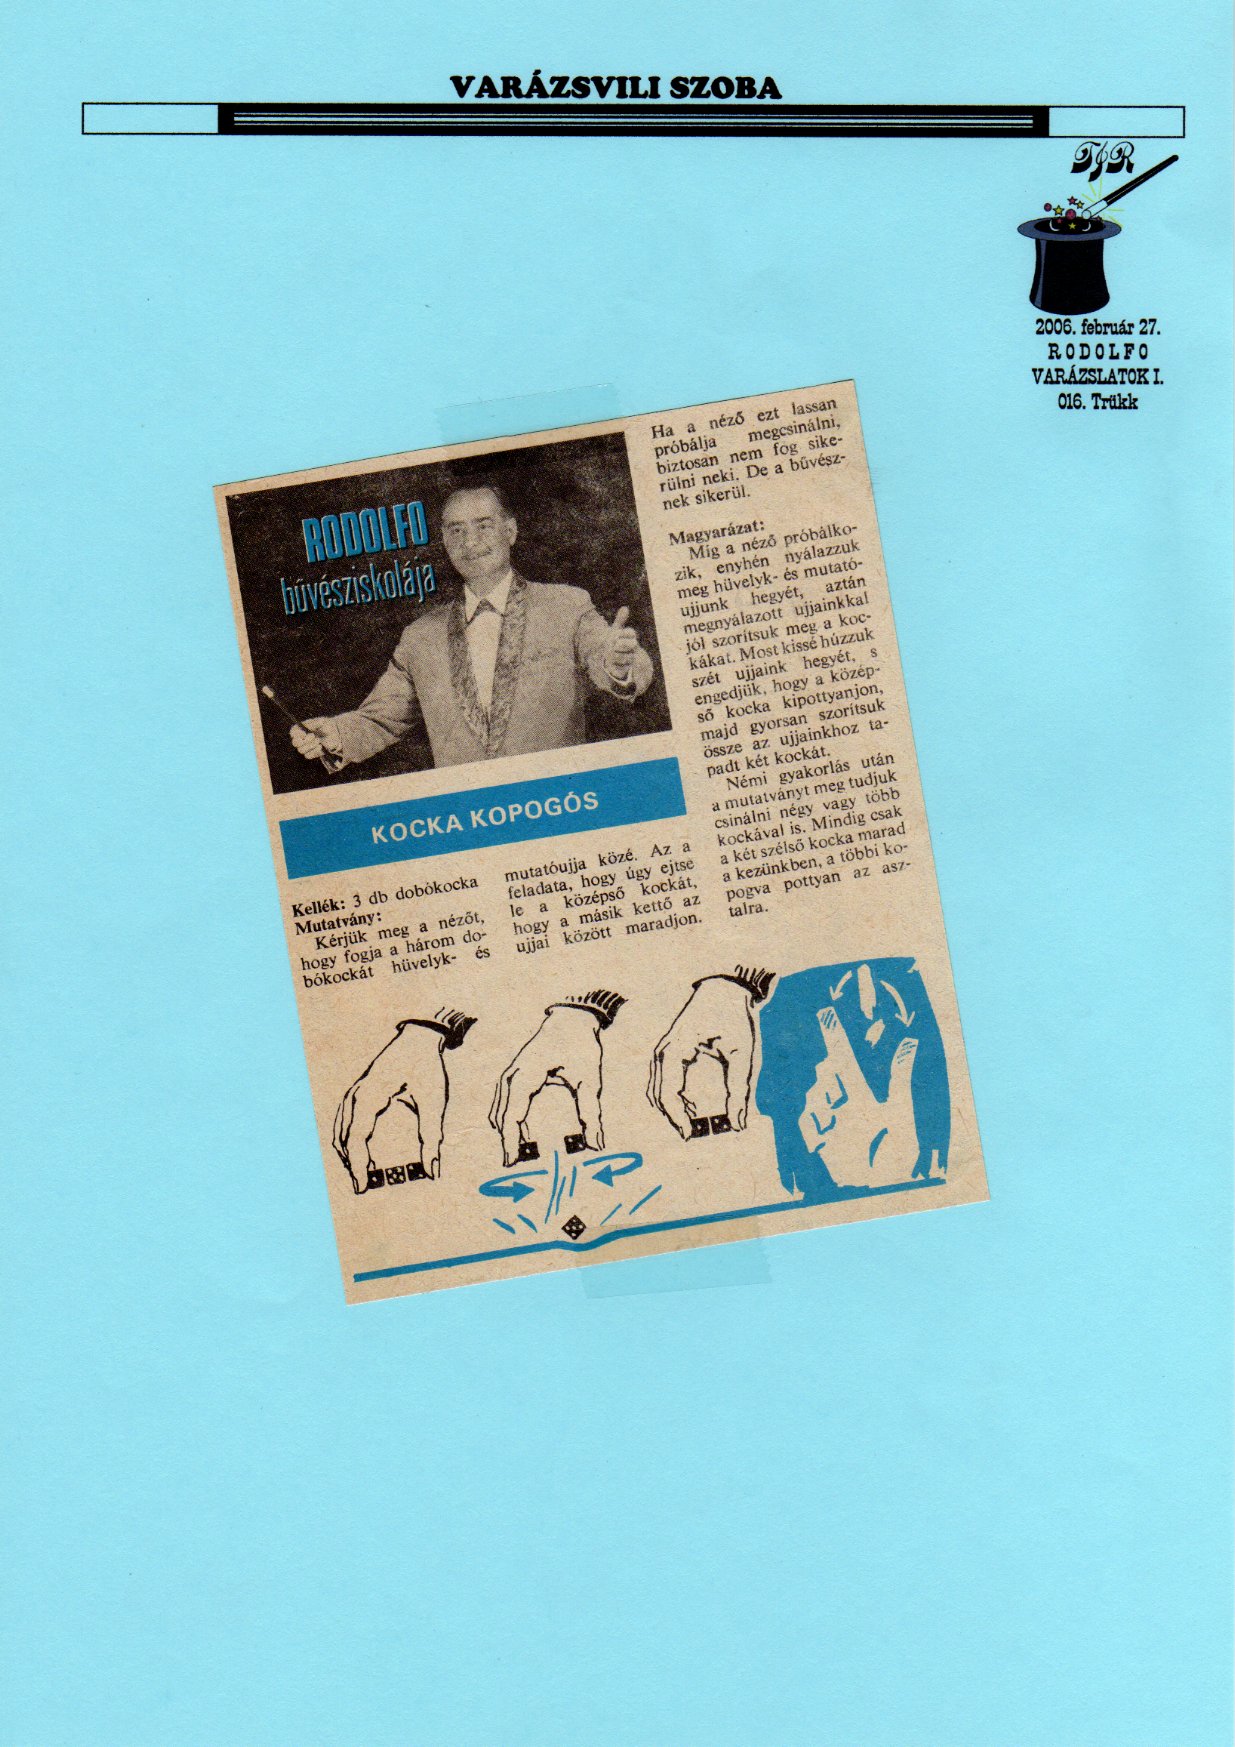 VARÁZSVILI SZOBA
TJR
2006. február 27.
RODOLFO
VARÁZSLATOK I.
016. Trükk
RODOLFO
bűvésziskolája
KOCKA KOPOGÓS
Kellék: 3 db dobókocka
Mutatvány:
Kérjük meg a nézőt,
hogy fogja a három do-
bókockát hüvelyk- és
mutatóujja közé. Az a
feladata, hogy úgy ejtse
le a középső kockát,
hogy a másik kettő az
ujjai között maradjon.
Ha a néző ezt lassan
próbálja megcsinálni,
biztosan nem fog sike-
rülni neki. De a bűvész-
nek sikerül.
Magyarázat:
Míg a néző próbálko-
zik, enyhén nyálazzuk
meg hüvelyk- és mutató-
ujjunk hegyét, aztán
megnyálazott ujjainkkal
jól szorítsuk meg a koc-
kákat. Most kissé húzzuk
szét ujjaink hegyét, s
engedjük, hogy a közép-
ső kocka kipottyanjon,
majd gyorsan szorítsuk
össze az ujjainkhoz ta-
padt két kockát.
Némi gyakorlás után
a mutatványt meg tudjuk
csinálni négy vagy több
kockával is. Mindig csak
a két szélső kocka marad
a kezünkben, a többi ko-
pogva pottyan az asz-
talra.